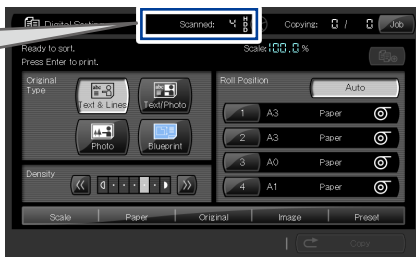 Digital Sorting
Scanned: 4 HDD
Copying: 0 / 0
Job
Ready to sort.
Press Enter to print.
Scale: 100.0 %
Original Type
Text & Lines
Text/Photo
Photo
Blueprint
Density
Roll Position
Auto
1 A3 Paper
2 A3 Paper
3 A0 Paper
4 A1 Paper
Scale
Paper
Original
Image
Preset
Copy